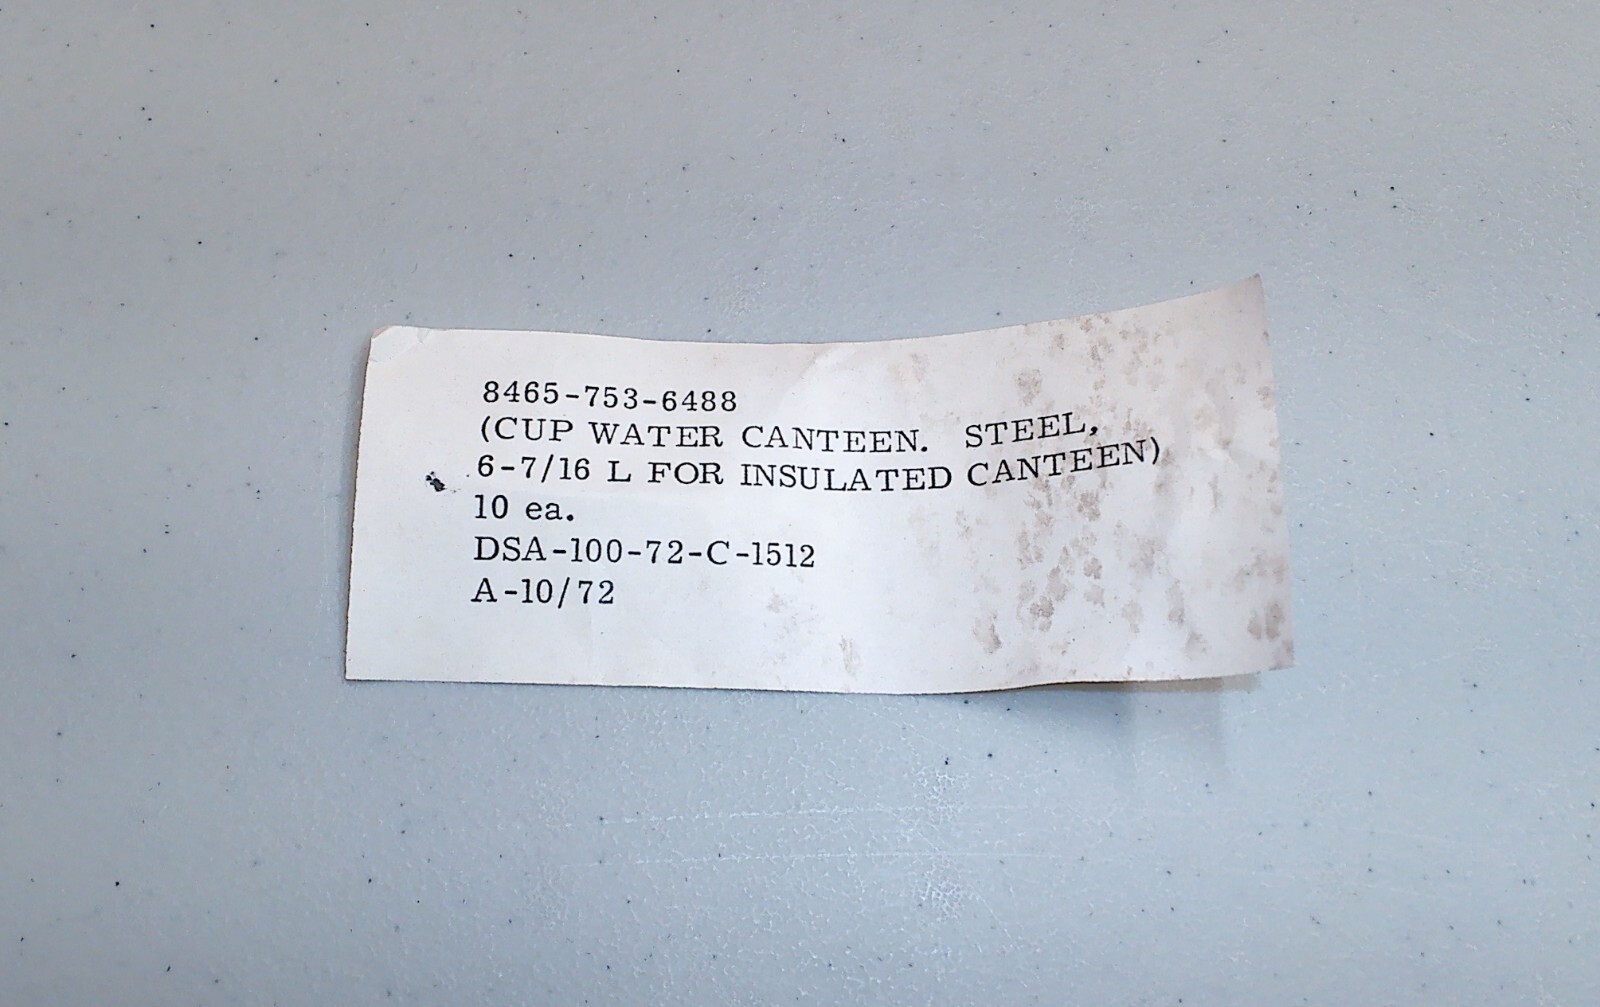 8465-753-6488
(CUP WATER CANTEEN. STEEL,
6-7/16 L FOR INSULATED CANTEEN)
10 ea.
DSA-100-72-C-1512
A-10/72